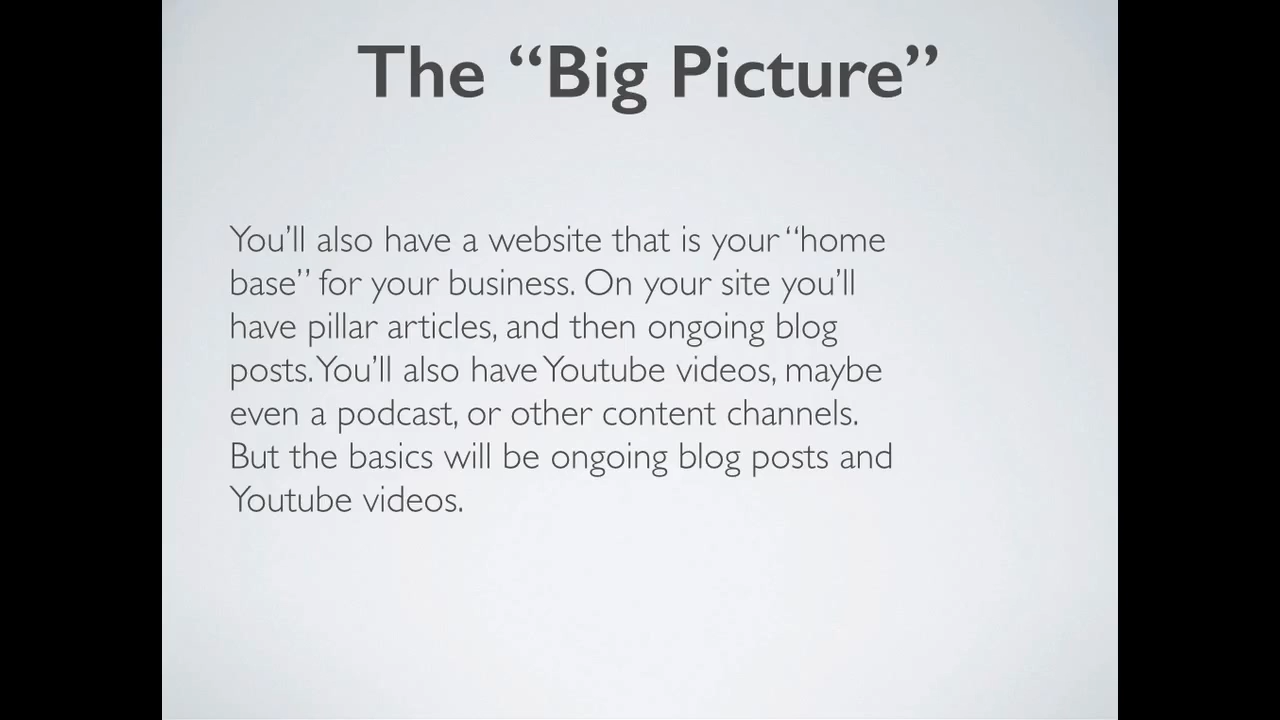 The “Big Picture”
You’ll also have a website that is your “home
base” for your business. On your site you’ll
have pillar articles, and then ongoing blog
posts. You’ll also have Youtube videos, maybe
even a podcast, or other content channels.
But the basics will be ongoing blog posts and
Youtube videos.